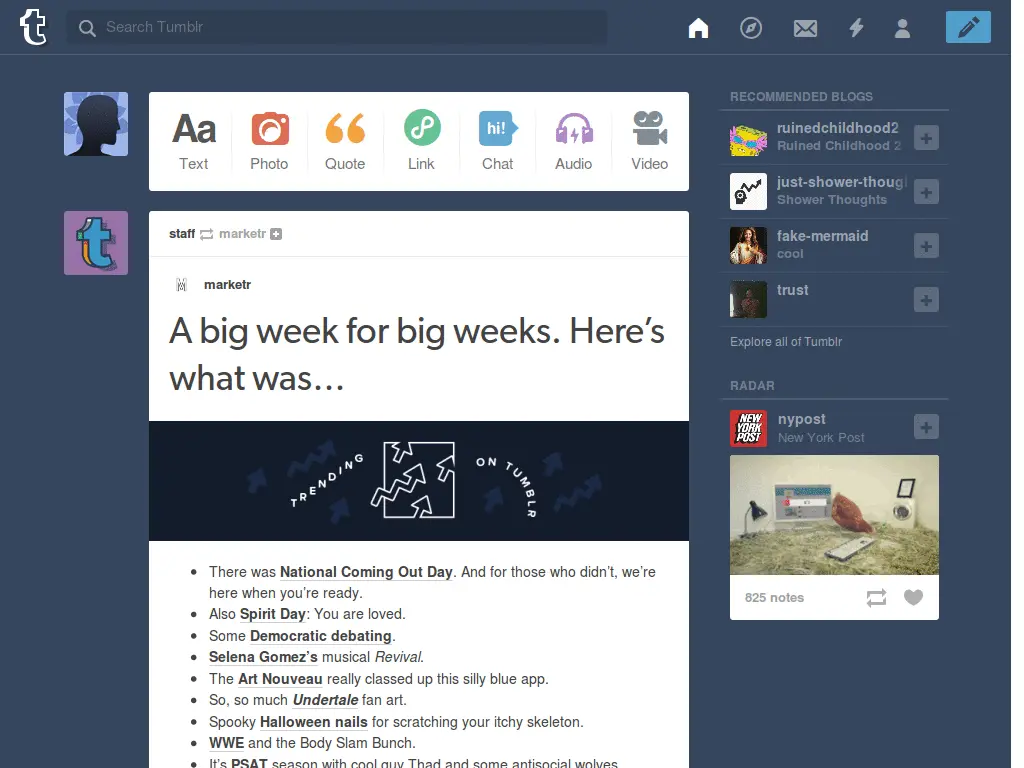 Search Tumblr
Aa
Text
Photo
Quote
Link
hi!
Chat
Audio
Video
staff marketr
marketr
A big week for big weeks. Here’s
what was…
TRENDING ON TUMBLR
There was National Coming Out Day. And for those who didn’t, we’re
here when you’re ready.
Also Spirit Day: You are loved.
Some Democratic debating.
Selena Gomez’s musical Revival.
The Art Nouveau really classed up this silly blue app.
So, so much Undertale fan art.
Spooky Halloween nails for scratching your itchy skeleton.
WWE and the Body Slam Bunch.
It’s PSAT season with cool guy Thad and some antisocial wolves.
RECOMMENDED BLOGS
ruinedchildhood2
Ruined Childhood 2
just-shower-thougl
Shower Thoughts
fake-mermaid
cool
trust
Explore all of Tumblr
RADAR
NEW YORK POST
nypost
New York Post
825 notes